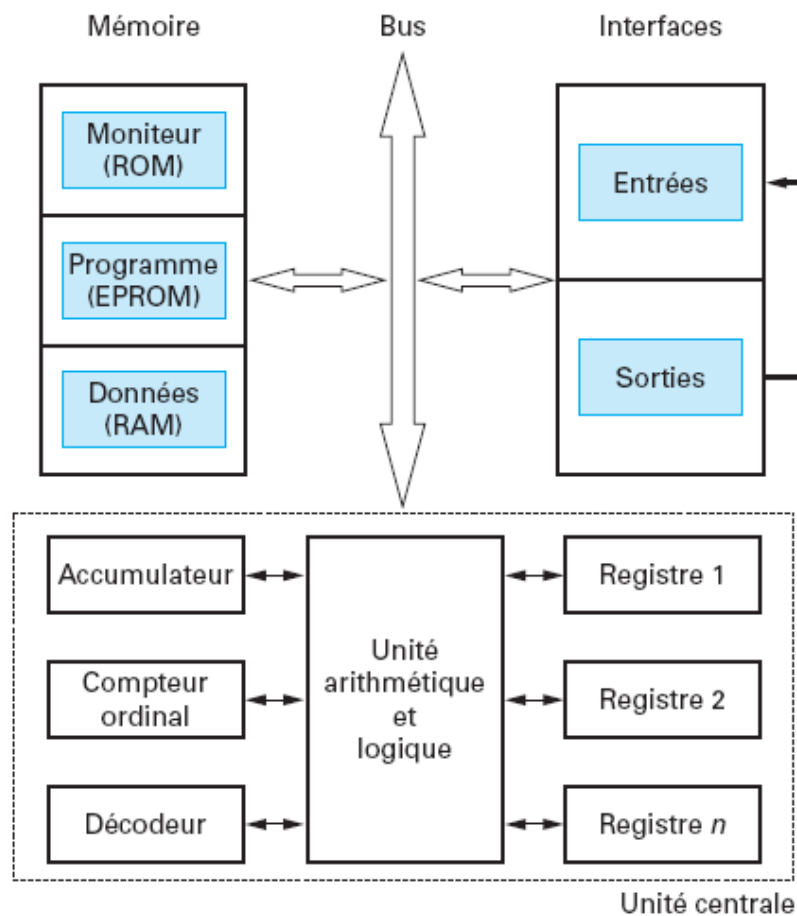 Mémoire
Bus
Interfaces
Moniteur
(ROM)
Programme
(EPROM)
Données
(RAM)
Entrées
Sorties
Accumulateur
Compteur
ordinal
Décodeur
Unité
arithmétique
et
logique
Registre 1
Registre 2
Registre n
Unité centrale